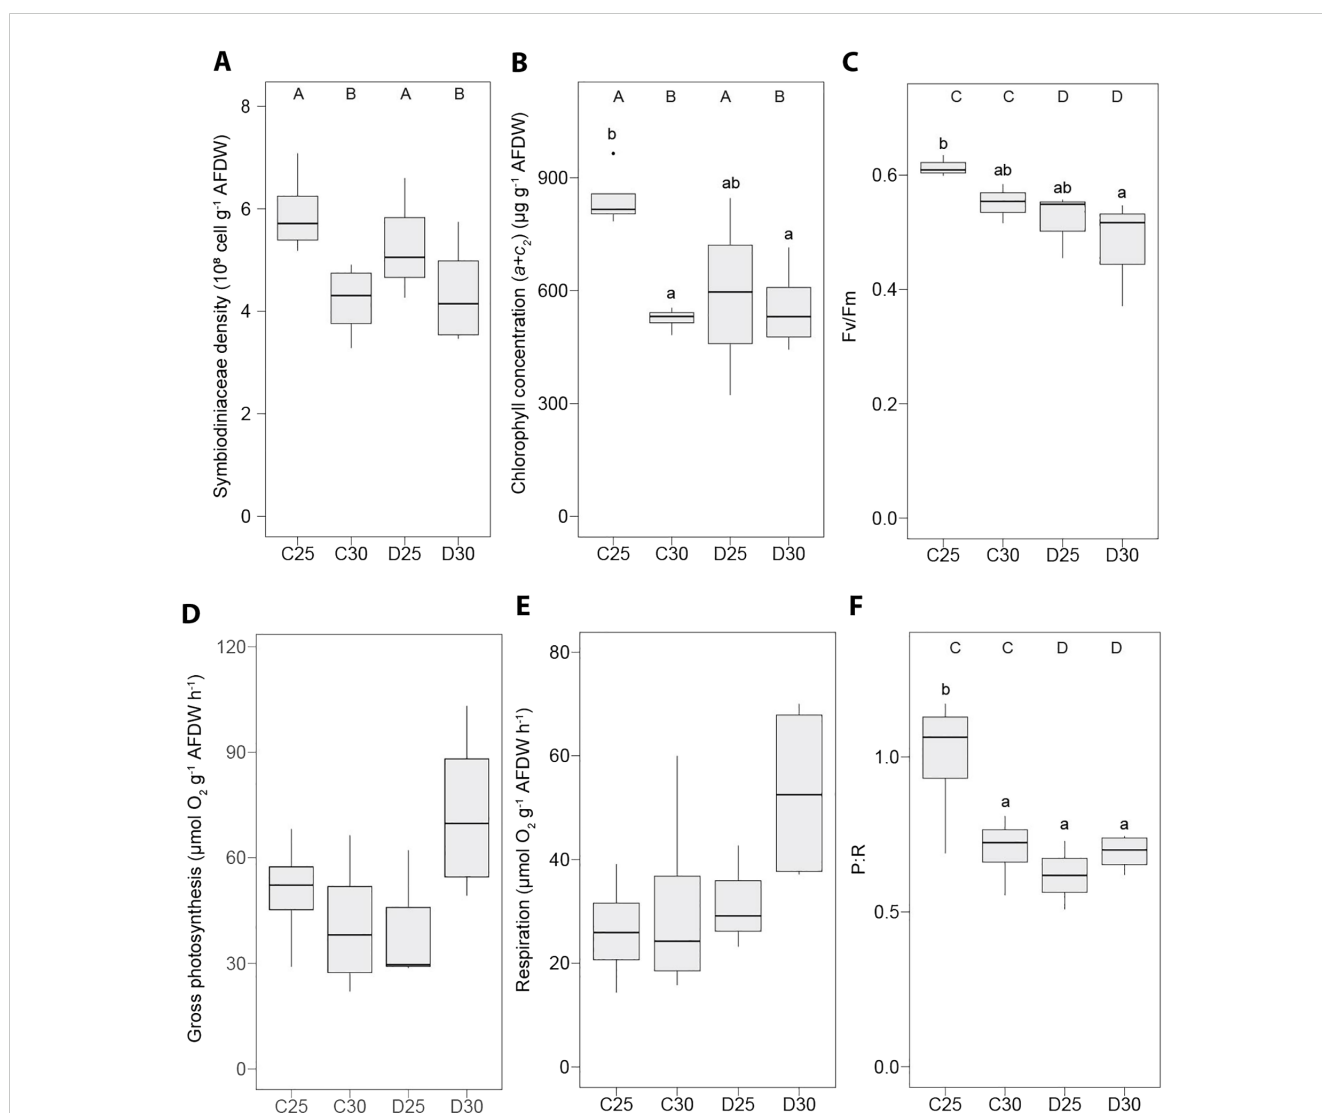 A
Symbiodiniaceae density (10⁸ cell g⁻¹ AFDW)
A B A B
8
6
4
2
0
C25 C30 D25 D30
B
Chlorophyll concentration (a+c₂) (µg g⁻¹ AFDW)
A B A B
b
ab
a
a
900
600
300
0
C25 C30 D25 D30
C
Fv/Fm
C C D D
b
ab ab a
0.6
0.4
0.2
0.0
C25 C30 D25 D30
D
Gross photosynthesis (µmol O₂ g⁻¹ AFDW h⁻¹)
120
90
60
30
0
C25 C30 D25 D30
E
Respiration (µmol O₂ g⁻¹ AFDW h⁻¹)
80
60
40
20
0
C25 C30 D25 D30
F
P:R
C C D D
b
a a a
1.0
0.5
0.0
C25 C30 D25 D30